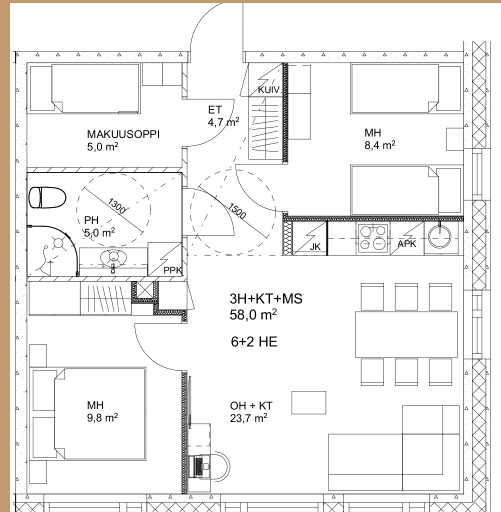 KUIV.
ET
4,7 m²
MAKUUSOPPI
5,0 m²
MH
8,4 m²
1300
1500
PH
5,0 m²
PPK
JK
APK
3H+KT+MS
58,0 m²
6+2 HE
MH
9,8 m²
OH + KT
23,7 m²